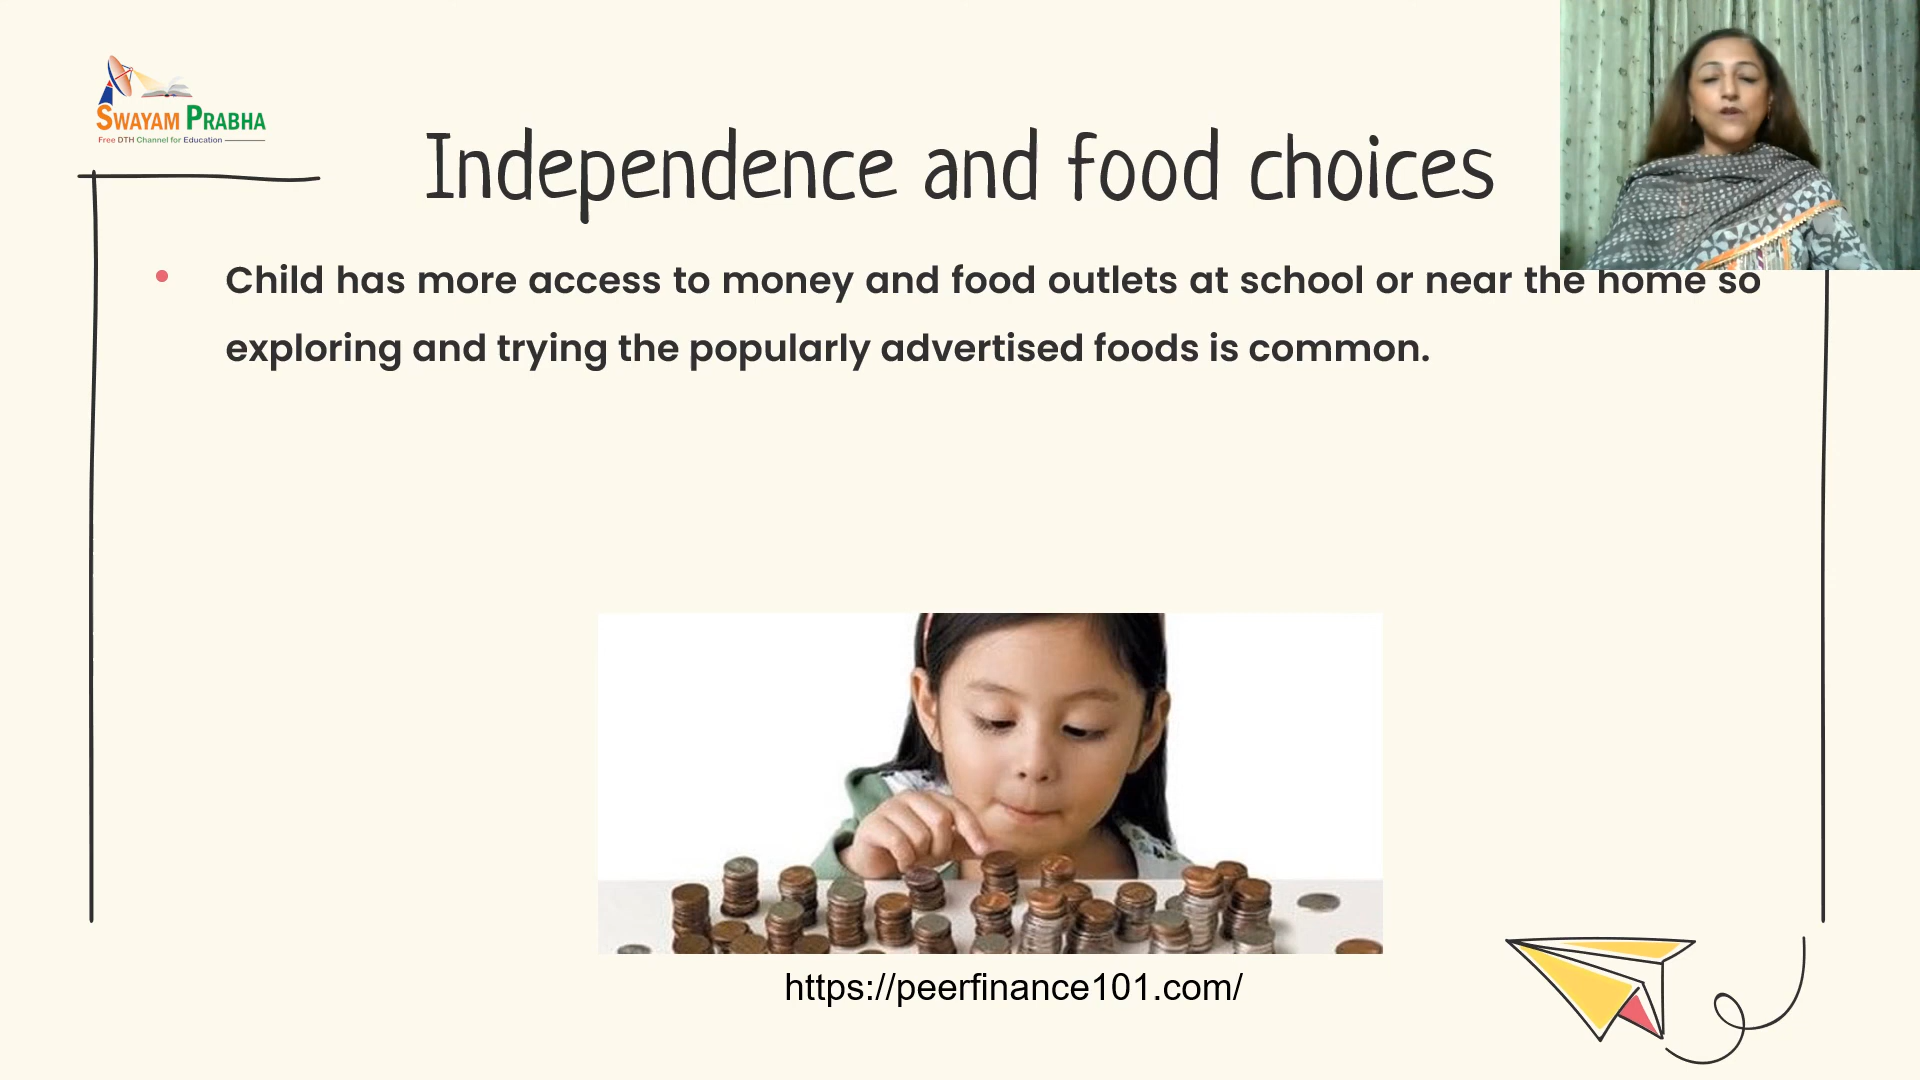 SWAYAM PRABHA
Free DTH Channel for Education
Independence and food choices
• Child has more access to money and food outlets at school or near the home so
exploring and trying the popularly advertised foods is common.
https://peerfinance101.com/